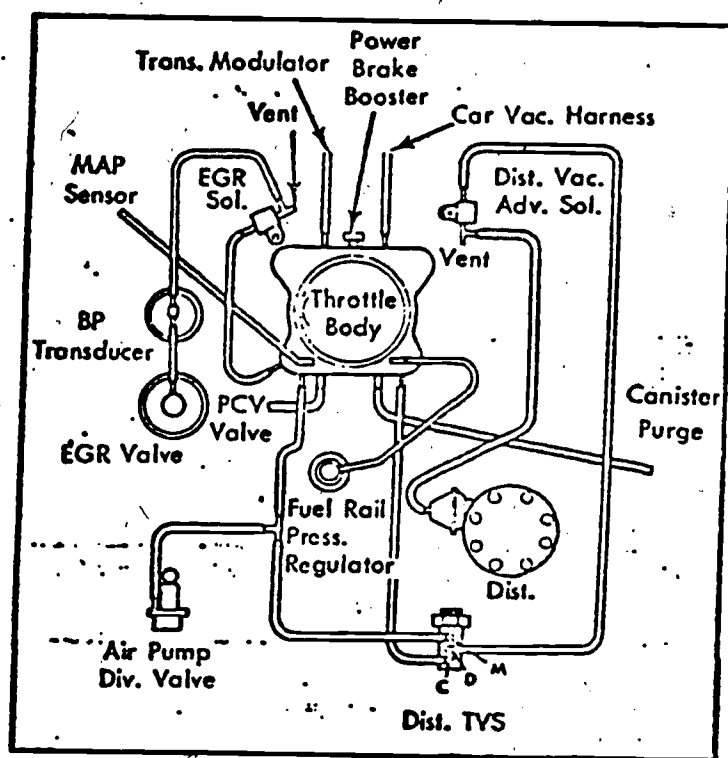 Power
Brake
Booster
Trans. Modulator
Vent
Car Vac. Harness
MAP
Sensor
EGR
Sol.
Dist. Vac.
Adv. Sol.
Vent
Throttle
Body
BP
Transducer
PCV
Valve
EGR Valve
Canister
Purge
Fuel Rail
Press.
Regulator
Dist.
Air Pump
Div. Valve
C
D
M
Dist. TVS